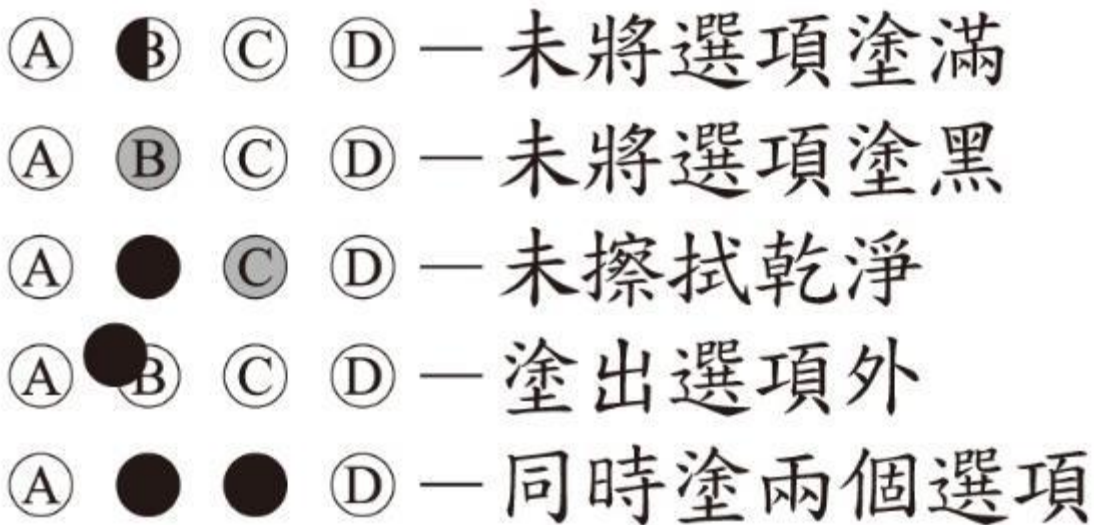 Ⓐ Ⓑ Ⓒ Ⓓ — 未將選項塗滿
Ⓐ Ⓑ Ⓒ Ⓓ — 未將選項塗黑
Ⓐ ● Ⓒ Ⓓ — 未擦拭乾淨
Ⓐ Ⓑ Ⓒ Ⓓ — 塗出選項外
Ⓐ ● ● Ⓓ — 同時塗兩個選項